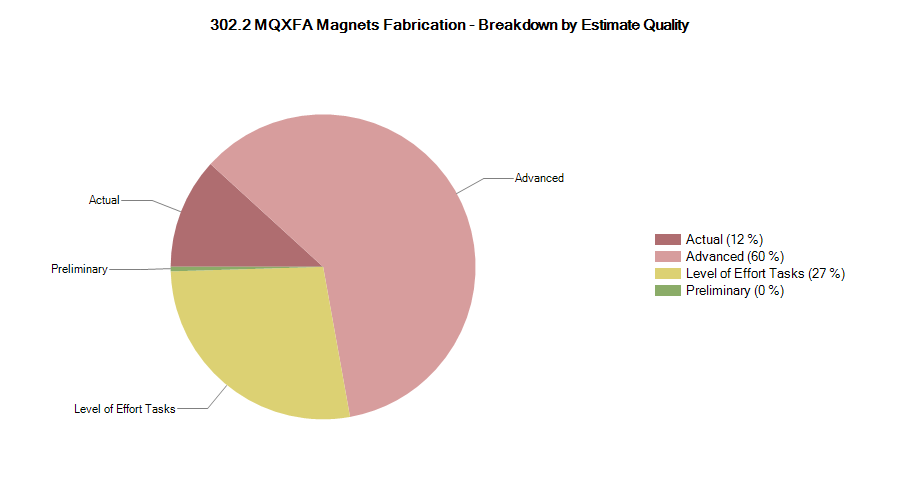 302.2 MQXFA Magnets Fabrication - Breakdown by Estimate Quality
Advanced
Actual
Preliminary
Level of Effort Tasks
Actual (12 %)
Advanced (60 %)
Level of Effort Tasks (27 %)
Preliminary (0 %)